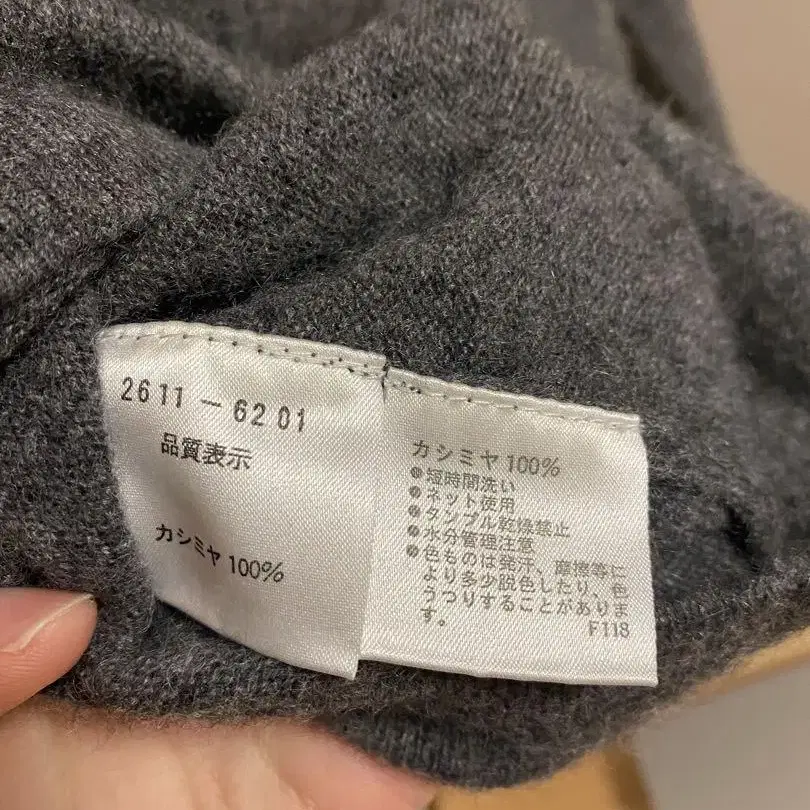 2611-6201
品質表示
カシミヤ 100%
カシミヤ 100%
●短時間洗い
●ネット使用
●タンブル乾燥禁止
●水分管理注意
●色ものは発汗、摩擦等に
より多少脱色したり、色
うつりすることがありま
す。
F118